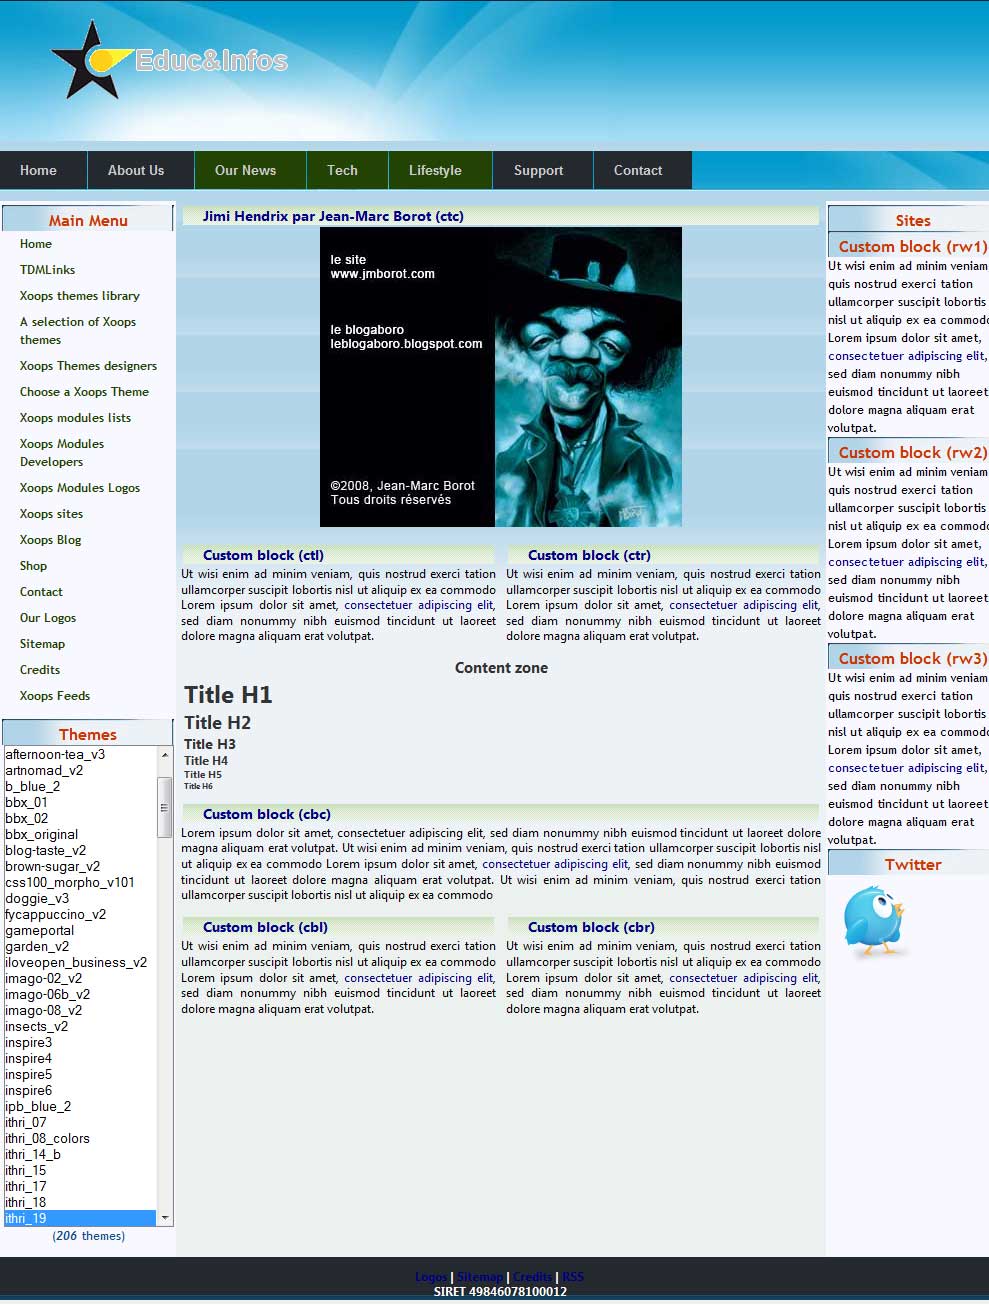 Educ&Infos
Home
About Us
Our News
Tech
Lifestyle
Support
Contact
Main Menu
Home
TDMLinks
Xoops themes library
A selection of Xoops
themes
Xoops Themes designers
Choose a Xoops Theme
Xoops modules lists
Xoops Modules
Developers
Xoops Modules Logos
Xoops sites
Xoops Blog
Shop
Contact
Our Logos
Sitemap
Credits
Xoops Feeds
Themes
afternoon-tea_v3
artnomad_v2
b_blue_2
bbx_01
bbx_02
bbx_original
blog-taste_v2
brown-sugar_v2
css100_morpho_v101
doggie_v3
fycappuccino_v2
gameportal
garden_v2
iloveopen_business_v2
imago-02_v2
imago-06b_v2
imago-08_v2
insects_v2
inspire3
inspire4
inspire5
inspire6
ipb_blue_2
ithri_07
ithri_08_colors
ithri_14_b
ithri_15
ithri_17
ithri_18
ithri_19
(206 themes)
Jimi Hendrix par Jean-Marc Borot (ctc)
le site
www.jmborot.com
le blogaboro
leblogaboro.blogspot.com
©2008, Jean-Marc Borot
Tous droits réservés
Custom block (ctl)
Ut wisi enim ad minim veniam, quis nostrud exerci tation
ullamcorper suscipit lobortis nisl ut aliquip ex ea commodo
Lorem ipsum dolor sit amet, consectetuer adipiscing elit,
sed diam nonummy nibh euismod tincidunt ut laoreet
dolore magna aliquam erat volutpat.
Custom block (ctr)
Ut wisi enim ad minim veniam, quis nostrud exerci tation
ullamcorper suscipit lobortis nisl ut aliquip ex ea commodo
Lorem ipsum dolor sit amet, consectetuer adipiscing elit,
sed diam nonummy nibh euismod tincidunt ut laoreet
dolore magna aliquam erat volutpat.
Content zone
Title H1
Title H2
Title H3
Title H4
Title H5
Title H6
Custom block (cbc)
Lorem ipsum dolor sit amet, consectetuer adipiscing elit, sed diam nonummy nibh euismod tincidunt ut laoreet dolore
magna aliquam erat volutpat. Ut wisi enim ad minim veniam, quis nostrud exerci tation ullamcorper suscipit lobortis nisl
ut aliquip ex ea commodo Lorem ipsum dolor sit amet, consectetuer adipiscing elit, sed diam nonummy nibh euismod
tincidunt ut laoreet dolore magna aliquam erat volutpat. Ut wisi enim ad minim veniam, quis nostrud exerci tation
ullamcorper suscipit lobortis nisl ut aliquip ex ea commodo
Custom block (cbl)
Ut wisi enim ad minim veniam, quis nostrud exerci tation
ullamcorper suscipit lobortis nisl ut aliquip ex ea commodo
Lorem ipsum dolor sit amet, consectetuer adipiscing elit,
sed diam nonummy nibh euismod tincidunt ut laoreet
dolore magna aliquam erat volutpat.
Custom block (cbr)
Ut wisi enim ad minim veniam, quis nostrud exerci tation
ullamcorper suscipit lobortis nisl ut aliquip ex ea commodo
Lorem ipsum dolor sit amet, consectetuer adipiscing elit,
sed diam nonummy nibh euismod tincidunt ut laoreet
dolore magna aliquam erat volutpat.
Sites
Custom block (rw1)
Ut wisi enim ad minim veniam
quis nostrud exerci tation
ullamcorper suscipit lobortis
nisl ut aliquip ex ea commodo
Lorem ipsum dolor sit amet,
consectetuer adipiscing elit,
sed diam nonummy nibh
euismod tincidunt ut laoreet
dolore magna aliquam erat
volutpat.
Custom block (rw2)
Ut wisi enim ad minim veniam
quis nostrud exerci tation
ullamcorper suscipit lobortis
nisl ut aliquip ex ea commodo
Lorem ipsum dolor sit amet,
consectetuer adipiscing elit,
sed diam nonummy nibh
euismod tincidunt ut laoreet
dolore magna aliquam erat
volutpat.
Custom block (rw3)
Ut wisi enim ad minim veniam
quis nostrud exerci tation
ullamcorper suscipit lobortis
nisl ut aliquip ex ea commodo
Lorem ipsum dolor sit amet,
consectetuer adipiscing elit,
sed diam nonummy nibh
euismod tincidunt ut laoreet
dolore magna aliquam erat
volutpat.
Twitter
Logos | Sitemap | Credits | RSS
SIRET 49846078100012